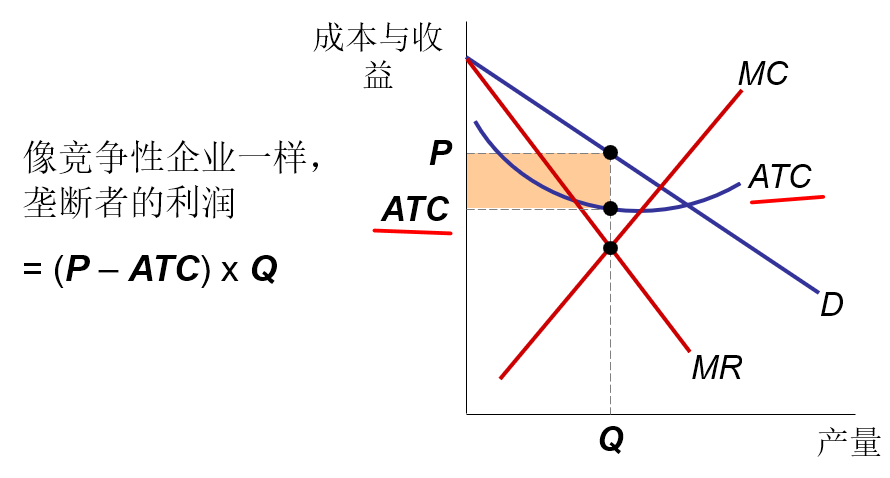 成本与收
益
像竞争性企业一样，
垄断者的利润
= (P – ATC) x Q
P
ATC
MC
ATC
D
MR
Q
产量